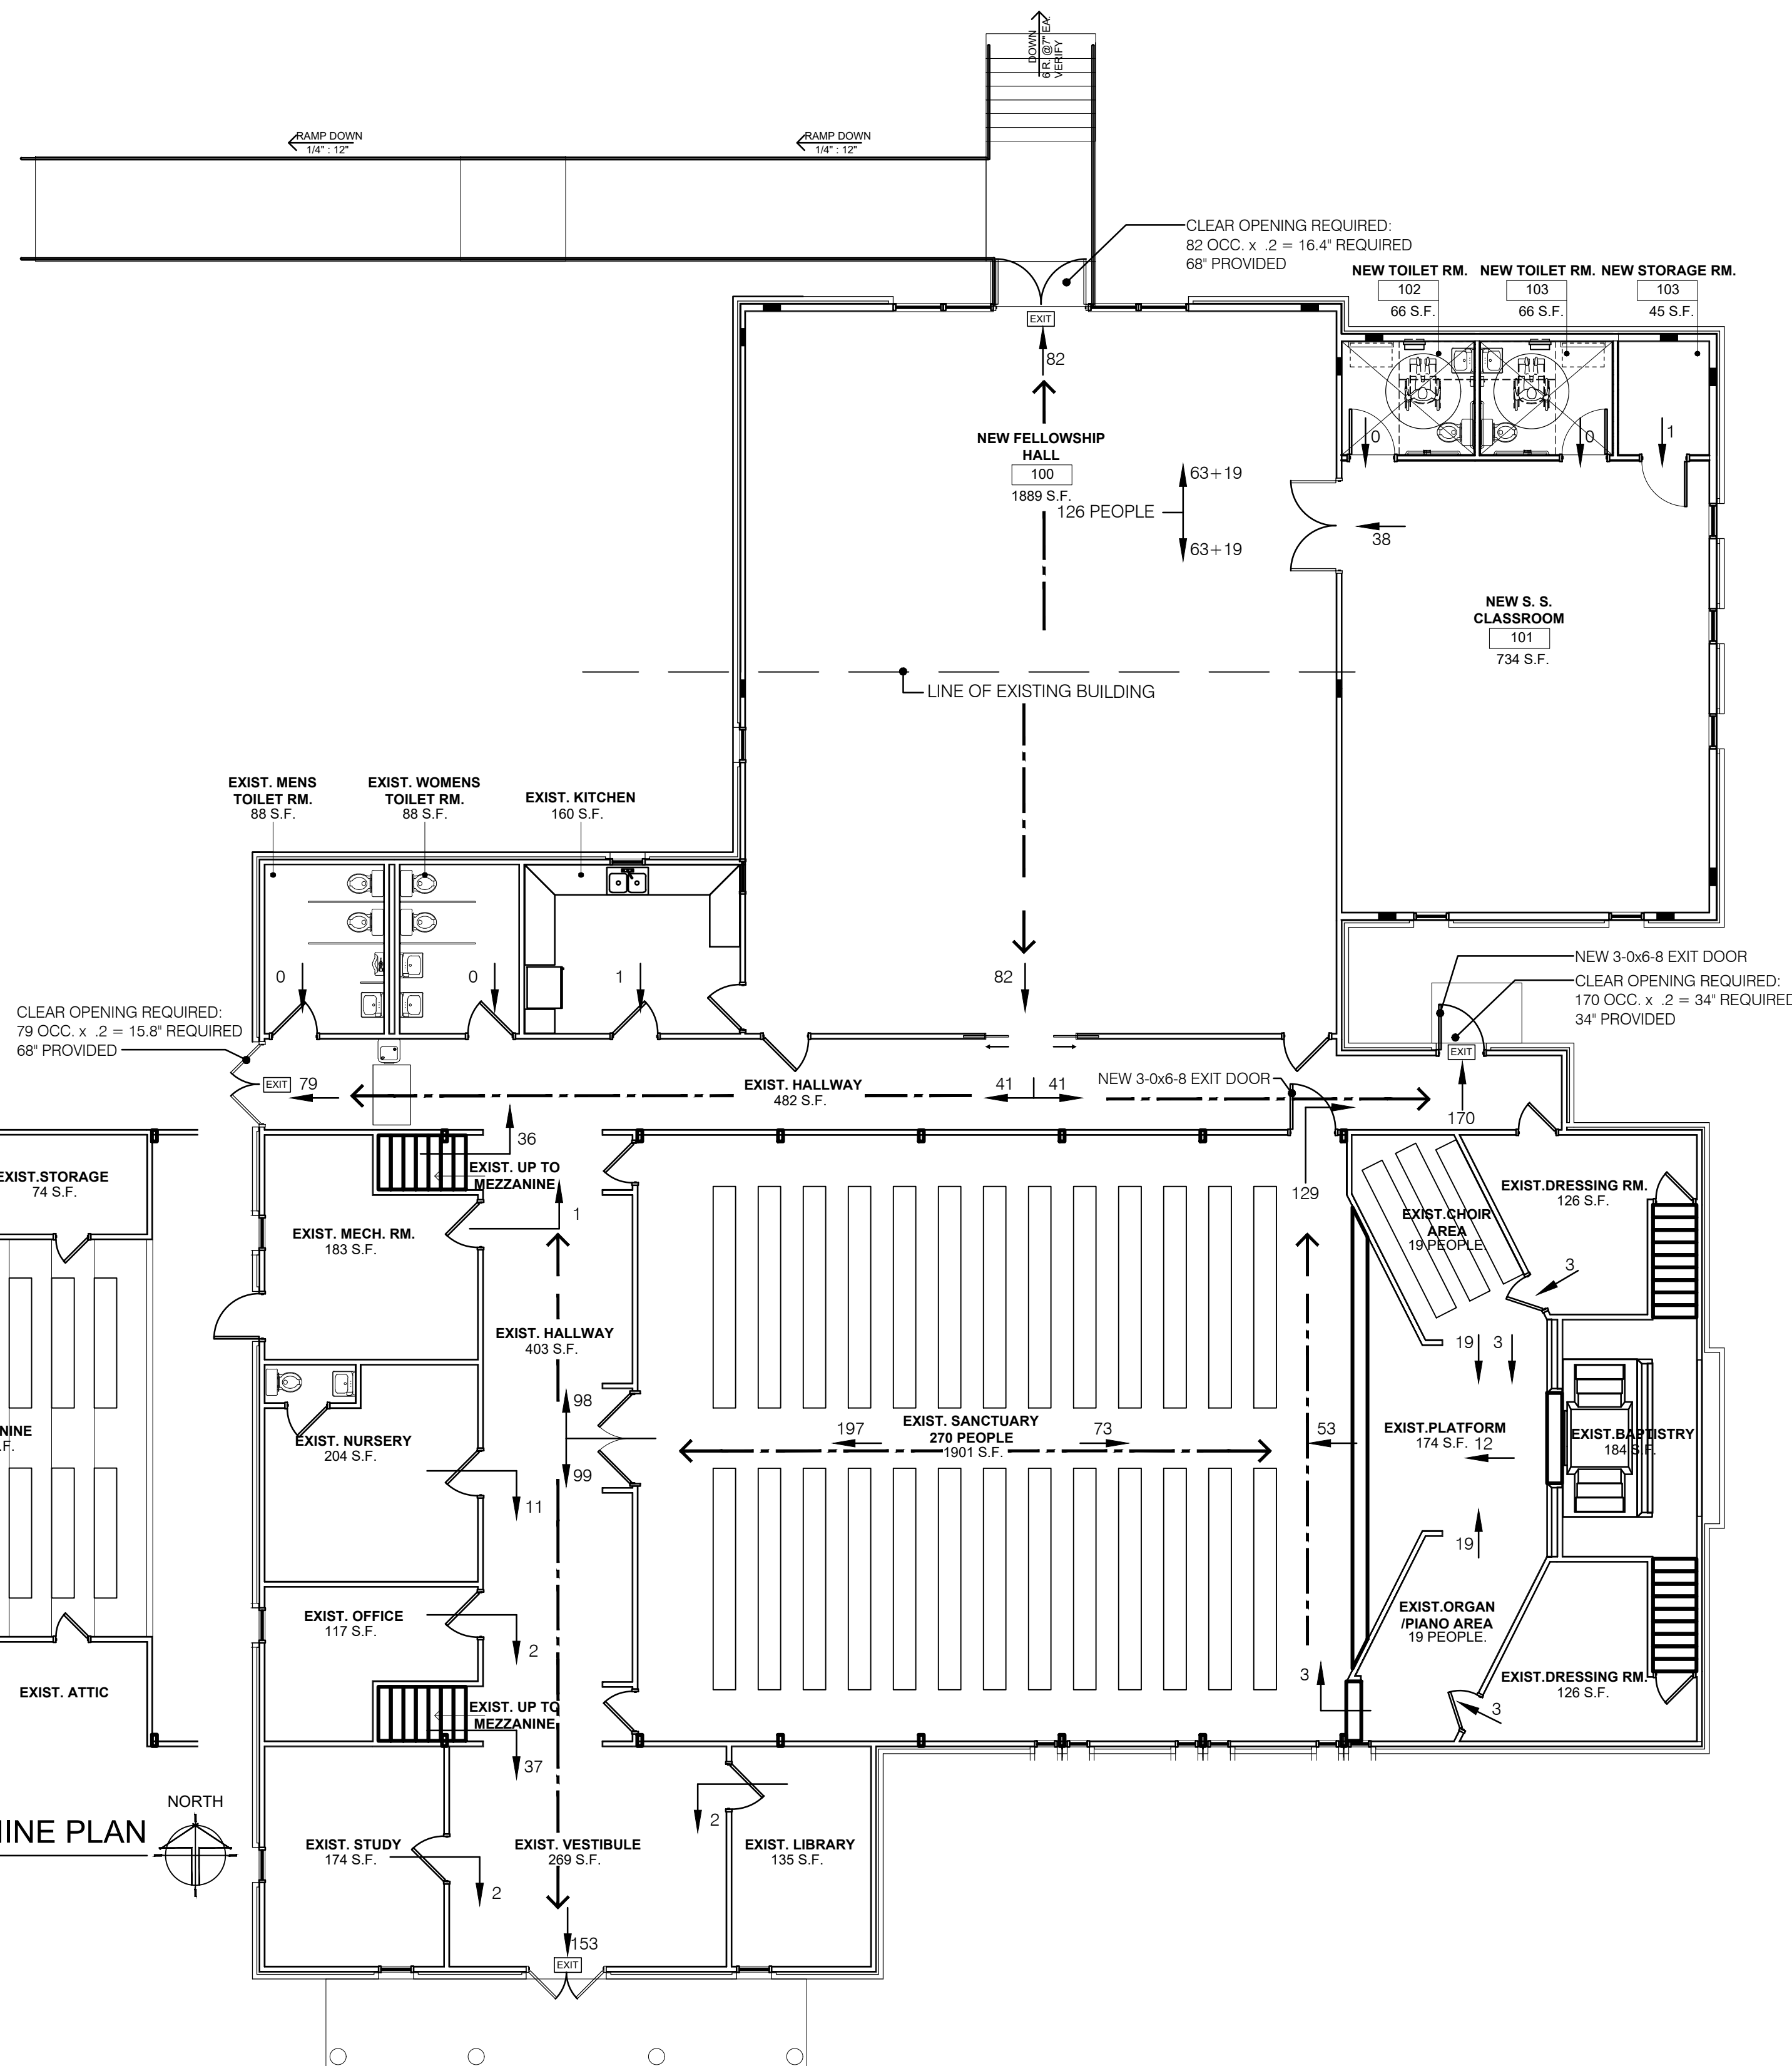 DOWN
6 R. @7" EA.
VERIFY
RAMP DOWN
1/4" : 12"
RAMP DOWN
1/4" : 12"
CLEAR OPENING REQUIRED:
82 OCC. x .2 = 16.4" REQUIRED
68" PROVIDED
NEW TOILET RM.
102
66 S.F.
NEW TOILET RM.
103
66 S.F.
NEW STORAGE RM.
103
45 S.F.
EXIT
82
0
0
1
NEW FELLOWSHIP
HALL
100
1889 S.F.
126 PEOPLE
63+19
63+19
38
NEW S. S.
CLASSROOM
101
734 S.F.
LINE OF EXISTING BUILDING
EXIST. MENS
TOILET RM.
88 S.F.
EXIST. WOMENS
TOILET RM.
88 S.F.
EXIST. KITCHEN
160 S.F.
0
0
1
82
NEW 3-0x6-8 EXIT DOOR
CLEAR OPENING REQUIRED:
170 OCC. x .2 = 34" REQUIRED
34" PROVIDED
CLEAR OPENING REQUIRED:
79 OCC. x .2 = 15.8" REQUIRED
68" PROVIDED
EXIT
79
EXIST. HALLWAY
482 S.F.
41
41
NEW 3-0x6-8 EXIT DOOR
EXIT
170
36
EXIST. UP TO
MEZZANINE
129
EXIST.STORAGE
74 S.F.
EXIST.DRESSING RM.
126 S.F.
EXIST.CHOIR
AREA
19 PEOPLE.
1
EXIST. MECH. RM.
183 S.F.
3
EXIST. HALLWAY
403 S.F.
19
3
98
99
197
EXIST. SANCTUARY
270 PEOPLE
1901 S.F.
73
53
EXIST.PLATFORM
174 S.F.
12
EXIST.BAPTISTRY
184 S.F.
NINE
.F.
EXIST. NURSERY
204 S.F.
11
19
EXIST. OFFICE
117 S.F.
2
EXIST.ORGAN
/PIANO AREA
19 PEOPLE.
3
EXIST.DRESSING RM.
126 S.F.
3
EXIST. ATTIC
EXIST. UP TO
MEZZANINE
37
NORTH
NINE PLAN
2
EXIST. STUDY
174 S.F.
2
EXIST. VESTIBULE
269 S.F.
EXIST. LIBRARY
135 S.F.
153
EXIT